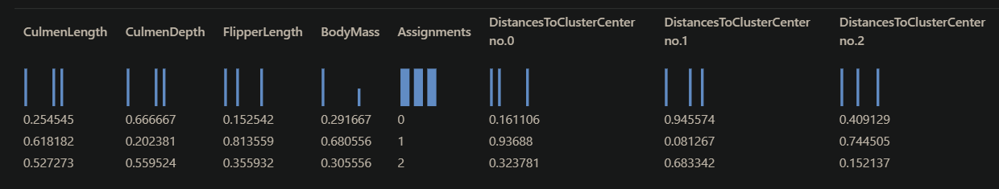 CulmenLength CulmenDepth FlipperLength BodyMass Assignments DistancesToClusterCenter no.0 DistancesToClusterCenter no.1 DistancesToClusterCenter no.2
0.254545 0.666667 0.152542 0.291667 0 0.161106 0.945574 0.409129
0.618182 0.202381 0.813559 0.680556 1 0.93688 0.081267 0.744505
0.527273 0.559524 0.355932 0.305556 2 0.323781 0.683342 0.152137